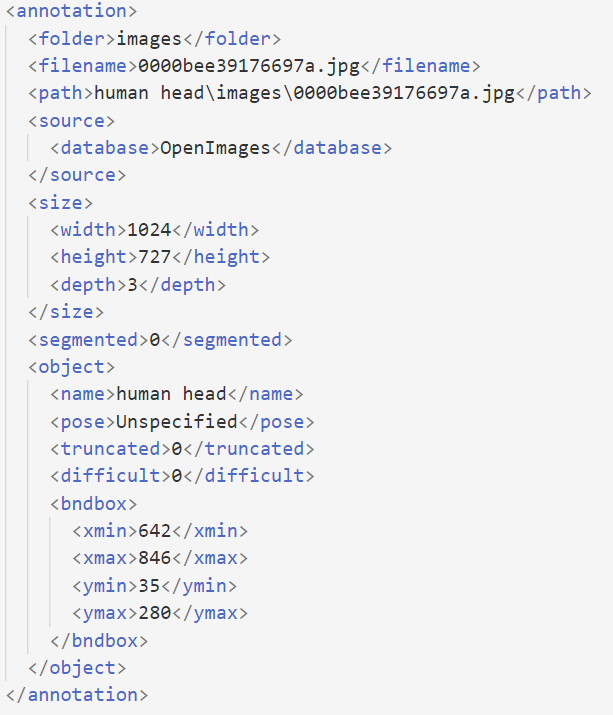 <annotation>
<folder>images</folder>
<filename>0000bee39176697a.jpg</filename>
<path>human head\images\0000bee39176697a.jpg</path>
<source>
<database>OpenImages</database>
</source>
<size>
<width>1024</width>
<height>727</height>
<depth>3</depth>
</size>
<segmented>0</segmented>
<object>
<name>human head</name>
<pose>Unspecified</pose>
<truncated>0</truncated>
<difficult>0</difficult>
<bndbox>
<xmin>642</xmin>
<xmax>846</xmax>
<ymin>35</ymin>
<ymax>280</ymax>
</bndbox>
</object>
</annotation>